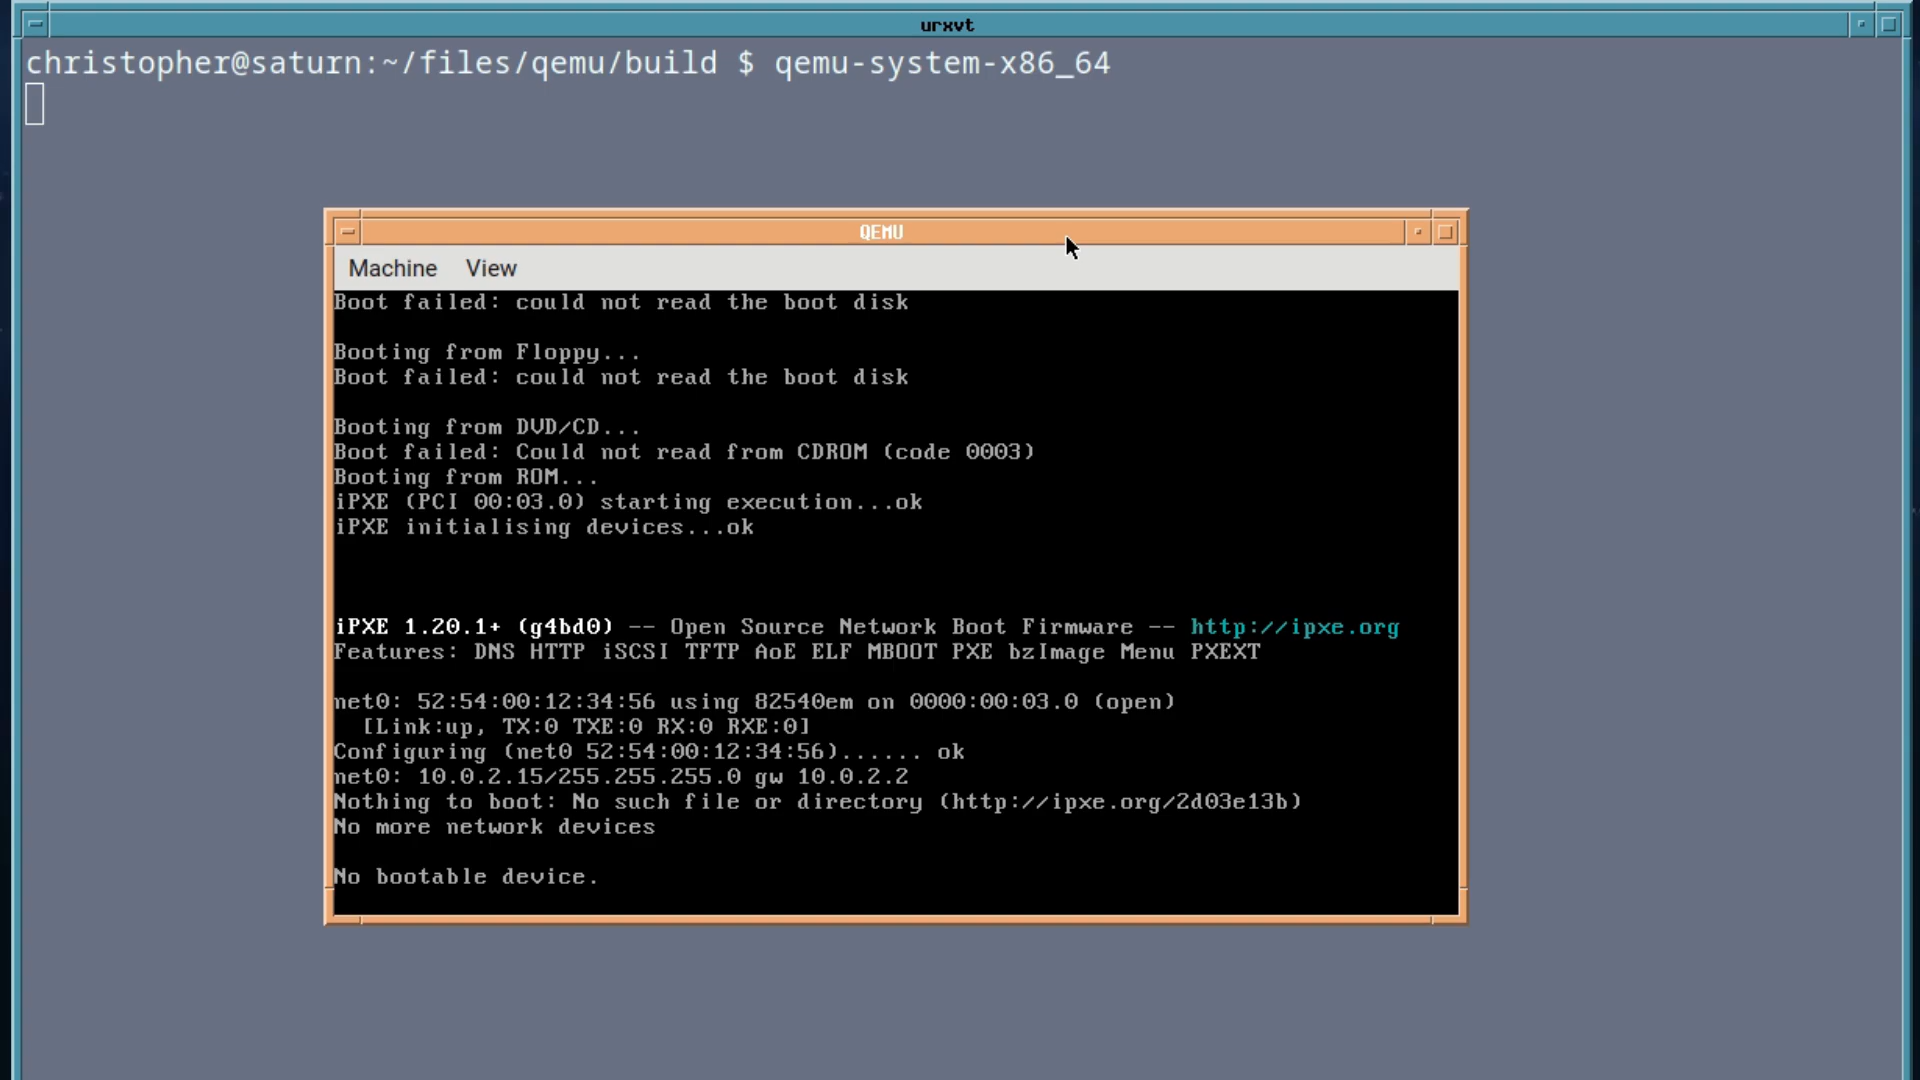 urxvt
christopher@saturn:~/files/qemu/build $ qemu-system-x86_64
QEMU
Machine View
Boot failed: could not read the boot disk
Booting from Floppy...
Boot failed: could not read the boot disk
Booting from DVD/CD...
Boot failed: Could not read from CDROM (code 0003)
Booting from ROM...
iPXE (PCI 00:03.0) starting execution...ok
iPXE initialising devices...ok
iPXE 1.20.1+ (g4bd0) -- Open Source Network Boot Firmware -- http://ipxe.org
Features: DNS HTTP iSCSI TFTP AoE ELF MBOOT PXE bzImage Menu PXEXT
net0: 52:54:00:12:34:56 using 82540em on 0000:00:03.0 (open)
[Link:up, TX:0 TXE:0 RX:0 RXE:0]
Configuring (net0 52:54:00:12:34:56)...... ok
net0: 10.0.2.15/255.255.255.0 gw 10.0.2.2
Nothing to boot: No such file or directory (http://ipxe.org/2d03e13b)
No more network devices
No bootable device.